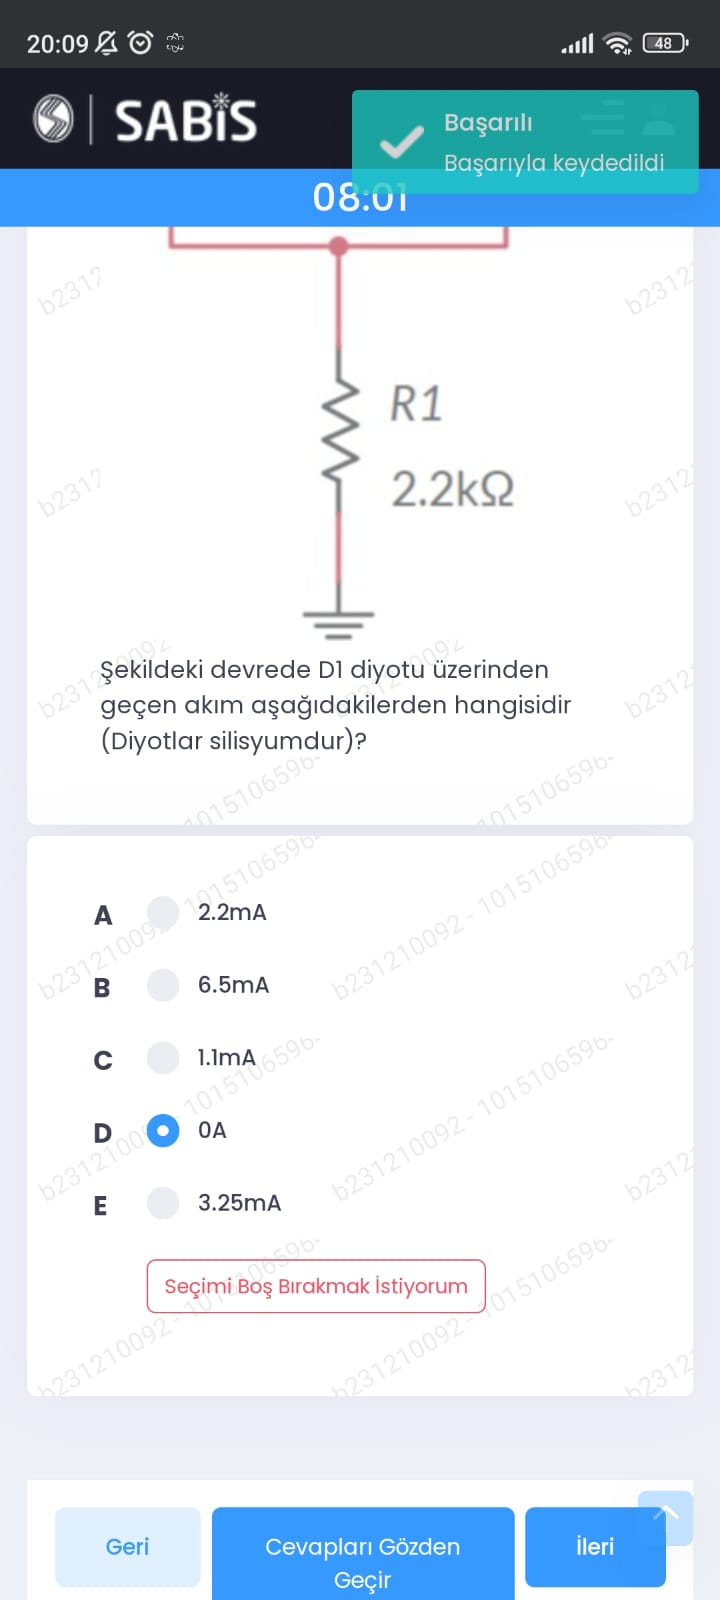 20:09
48
SABİS
Başarılı
Başarıyla keydedildi
08:01
R1
2.2kΩ
Şekildeki devrede D1 diyotu üzerinden
geçen akım aşağıdakilerden hangisidir
(Diyotlar silisyumdur)?
A 2.2mA
B 6.5mA
C 1.1mA
D 0A
E 3.25mA
Seçimi Boş Bırakmak İstiyorum
b231210092 - 1015106596-
Geri
Cevapları Gözden
Geçir
İleri